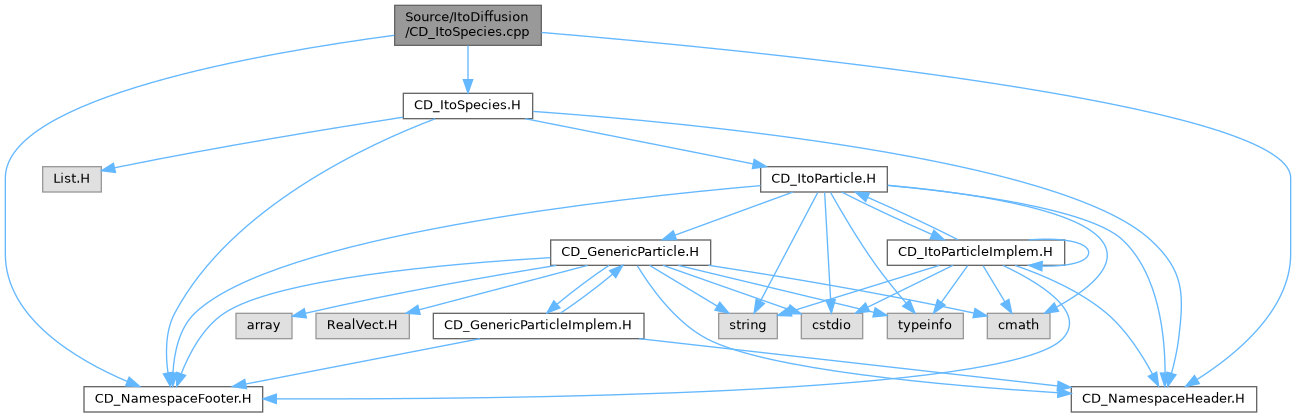 Source/ItoDiffusion
/CD_ItoSpecies.cpp
CD_ItoSpecies.H
List.H
CD_ItoParticle.H
CD_GenericParticle.H
CD_ItoParticleImplem.H
array
RealVect.H
CD_GenericParticleImplem.H
string
cstdio
typeinfo
cmath
CD_NamespaceFooter.H
CD_NamespaceHeader.H